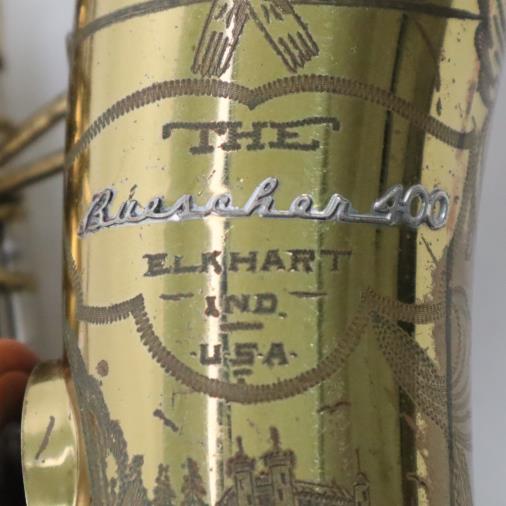 THE
Buescher 400
ELKHART
IND.
U.S.A.